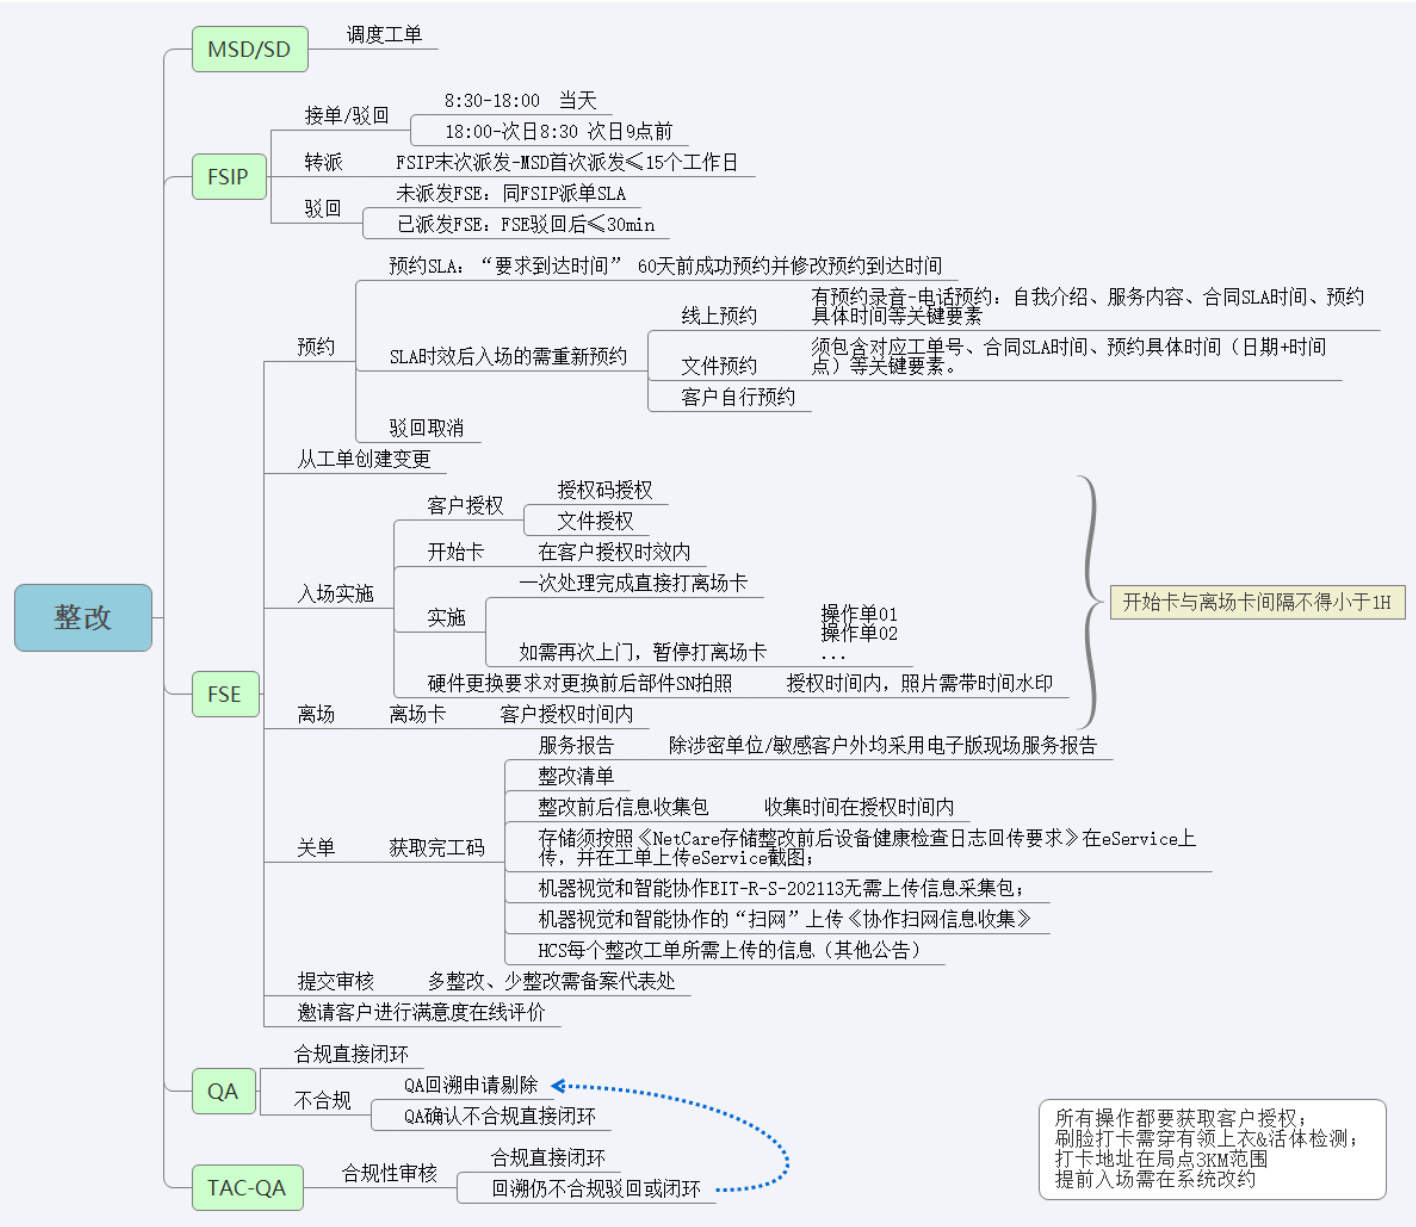 整改
MSD/SD
调度工单
FSIP
接单/驳回
8:30-18:00 当天
18:00-次日8:30 次日9点前
转派
FSIP末次派发-MSD首次派发≤15个工作日
驳回
未派发FSE：同FSIP派单SLA
已派发FSE：FSE驳回后≤30min
FSE
预约
预约SLA：“要求到达时间” 60天前成功预约并修改预约到达时间
SLA时效后入场的需重新预约
线上预约
有预约录音-电话预约：自我介绍、服务内容、合同SLA时间、预约
具体时间等关键要素
文件预约
须包含对应工单号、合同SLA时间、预约具体时间（日期+时间
点）等关键要素。
客户自行预约
驳回取消
从工单创建变更
入场实施
客户授权
授权码授权
文件授权
开始卡
在客户授权时效内
实施
一次处理完成直接打离场卡
如需再次上门，暂停打离场卡
操作单01
操作单02
...
硬件更换要求对更换前后部件SN拍照
授权时间内，照片需带时间水印
离场
离场卡
客户授权时间内
开始卡与离场卡间隔不得小于1H
关单
获取完工码
服务报告
除涉密单位/敏感客户外均采用电子版现场服务报告
整改清单
整改前后信息收集包
收集时间在授权时间内
存储须按照《NetCare存储整改前后设备健康检查日志回传要求》在eService上
传，并在工单上传eService截图；
机器视觉和智能协作EIT-R-S-202113无需上传信息采集包；
机器视觉和智能协作的“扫网”上传《协作扫网信息收集》
HCS每个整改工单所需上传的信息（其他公告）
提交审核
多整改、少整改需备案代表处
邀请客户进行满意度在线评价
QA
合规直接闭环
不合规
QA回溯申请剔除
QA确认不合规直接闭环
TAC-QA
合规性审核
合规直接闭环
回溯仍不合规驳回或闭环
所有操作都要获取客户授权；
刷脸打卡需穿有领上衣&活体检测；
打卡地址在局点3KM范围
提前入场需在系统改约